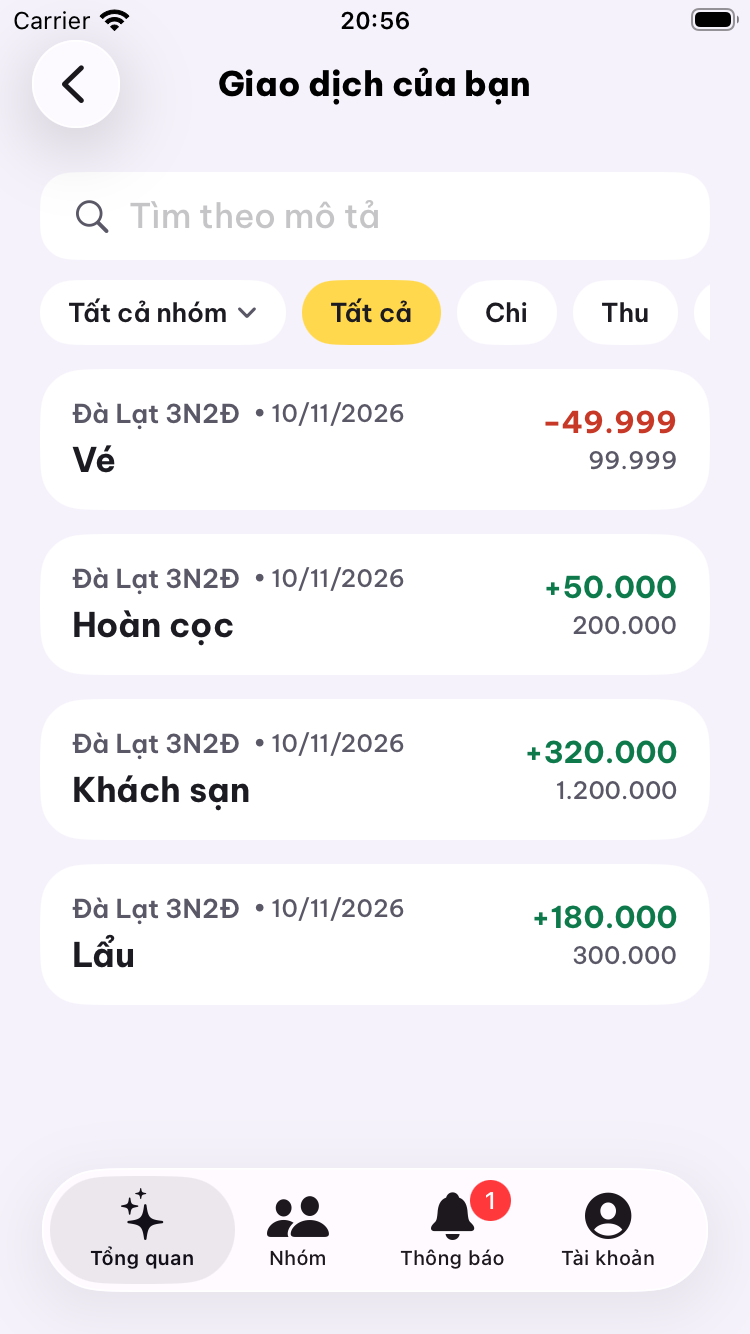 Carrier 20:56
Giao dịch của bạn
Tìm theo mô tả
Tất cả nhóm Tất cả Chi Thu
Đà Lạt 3N2Đ • 10/11/2026
-49.999
Vé
99.999
Đà Lạt 3N2Đ • 10/11/2026
+50.000
Hoàn cọc
200.000
Đà Lạt 3N2Đ • 10/11/2026
+320.000
Khách sạn
1.200.000
Đà Lạt 3N2Đ • 10/11/2026
+180.000
Lẩu
300.000
1
Tổng quan Nhóm Thông báo Tài khoản